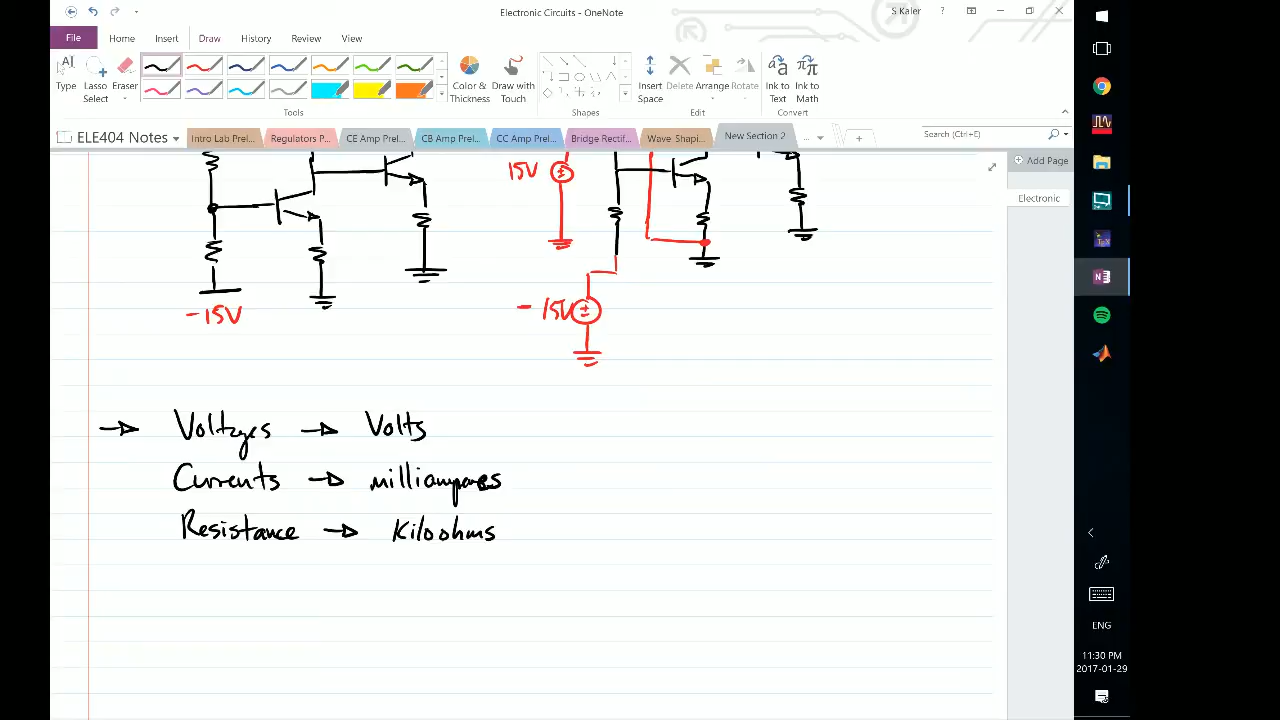 Electronic Circuits - OneNote
S Kaler
?
File Home Insert Draw History Review View
Type
Lasso Select
Eraser
Color & Thickness
Draw with Touch
Insert Space
Delete
Arrange
Rotate
Ink to Text
Ink to Math
Tools Shapes Edit Convert
ELE404 Notes
Intro Lab Prela
Regulators P...
CE Amp Prel...
CB Amp Prel...
CC Amp Prel...
Bridge Rectifi
Wave Shapi
New Section 2
...
Search (Ctrl+E)
Add Page
Electronic
15V
-15V
- 15V
→ Voltages → Volts
Currents → milliamperes
Resistance → Kiloohms
ENG
11:30 PM
2017-01-29